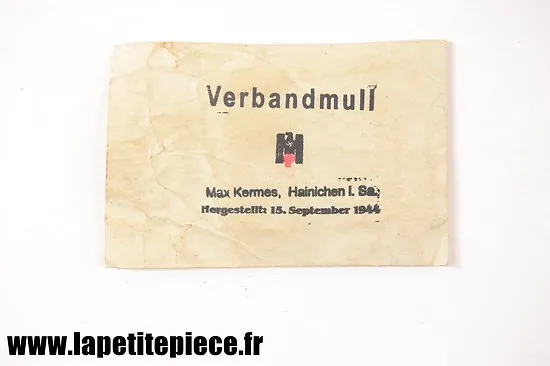 Verbandmull
Max Kermes, Hainichen i. Sa.
Hergestellt: 15. September 1944
www.lapetitepiece.fr